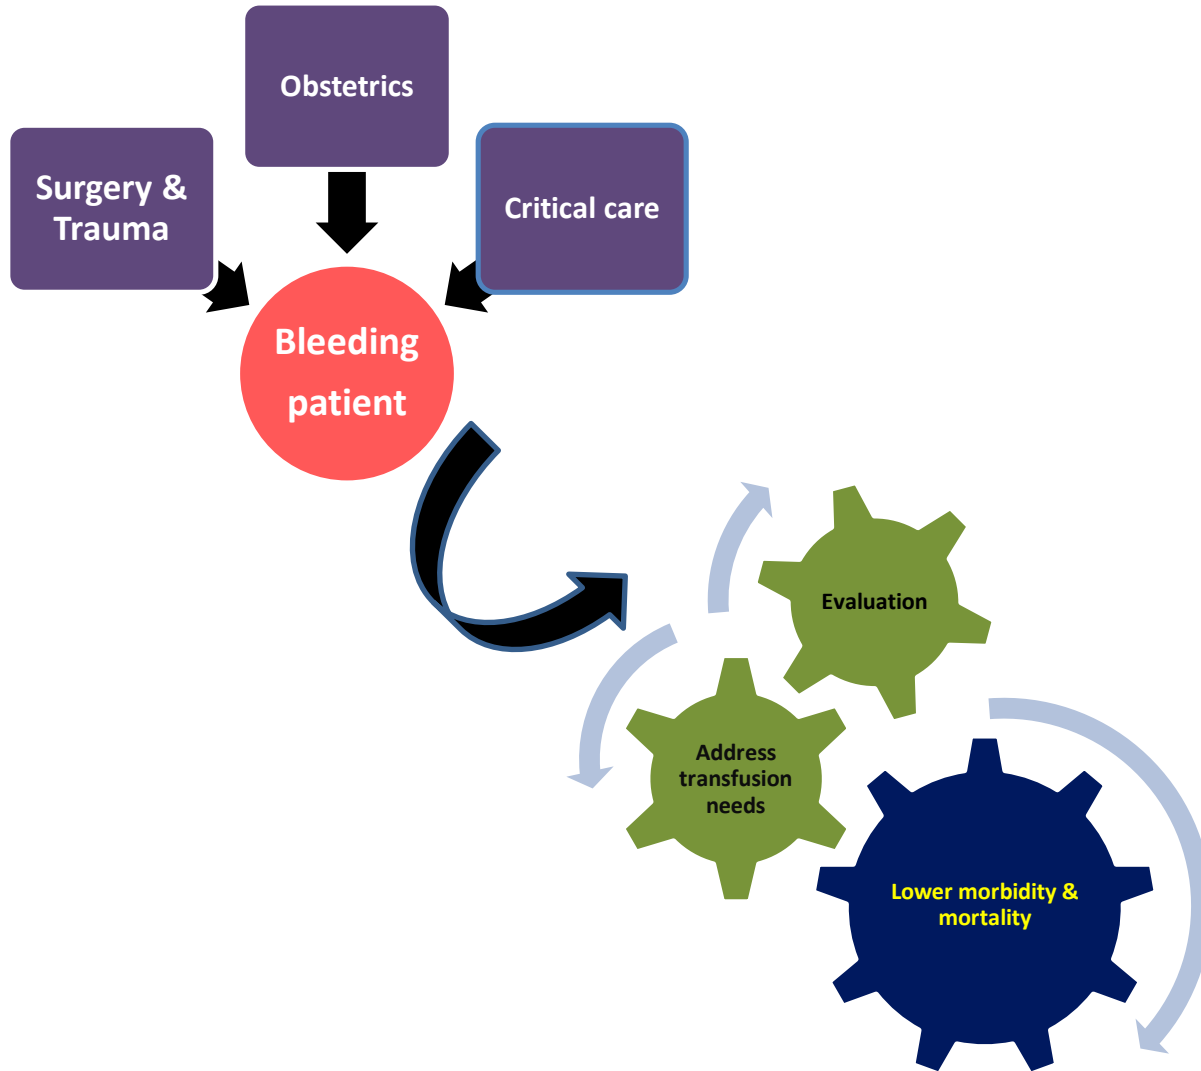 Obstetrics
Surgery &
Trauma
Critical care
Bleeding
patient
Evaluation
Address
transfusion
needs
Lower morbidity &
mortality